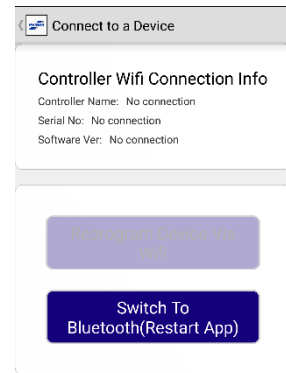 Connect to a Device
Controller Wifi Connection Info
Controller Name: No connection
Serial No: No connection
Software Ver: No connection
Switch To
Bluetooth(Restart App)